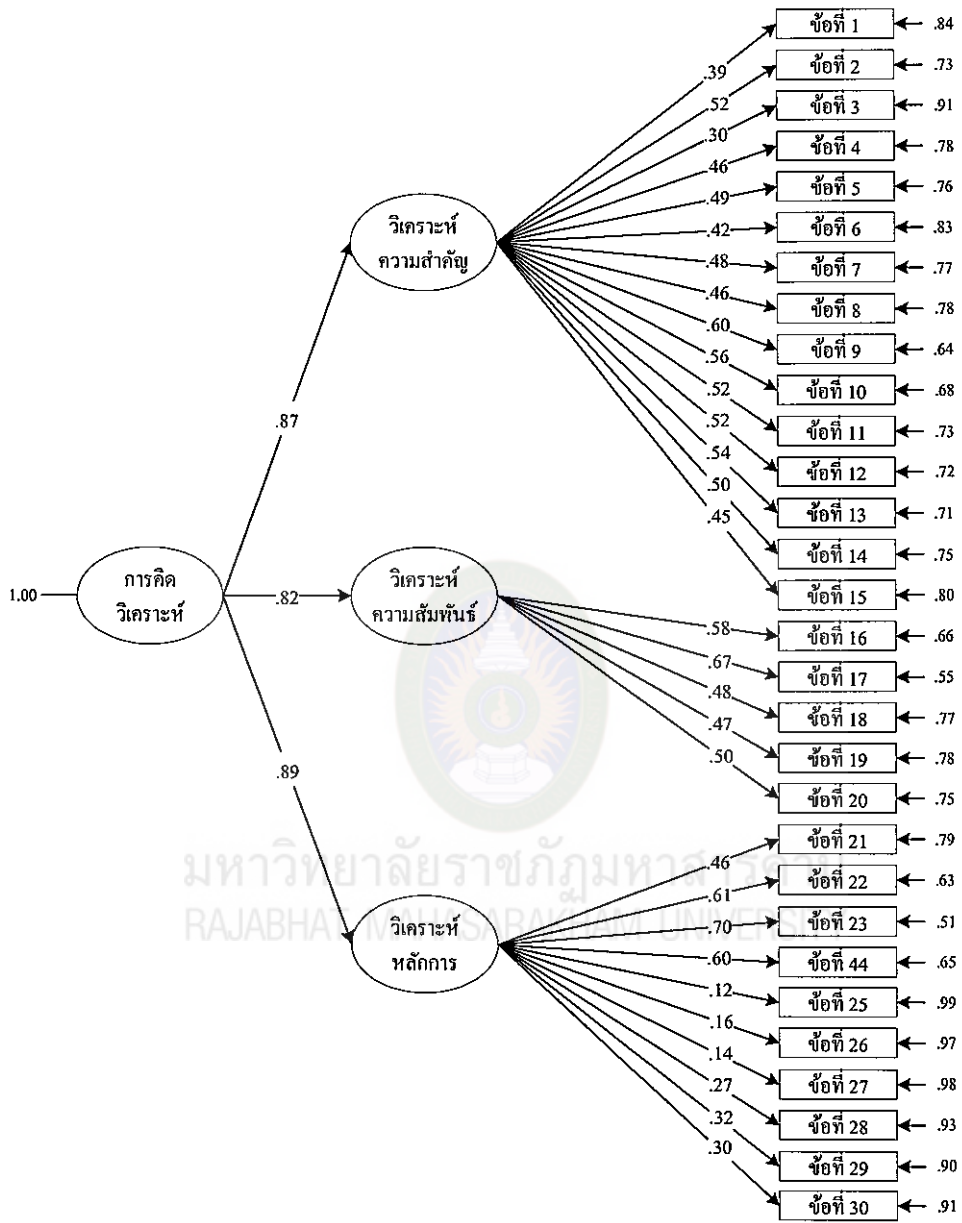 ข้อที่ 1 .84
.39
ข้อที่ 2 .73
.52
ข้อที่ 3 .91
.30
ข้อที่ 4 .78
.46
ข้อที่ 5 .76
.49
วิเคราะห์
ความสำคัญ
ข้อที่ 6 .83
.42
ข้อที่ 7 .77
.48
ข้อที่ 8 .78
.46
ข้อที่ 9 .64
.60
ข้อที่ 10 .68
.56
ข้อที่ 11 .73
.52
.87
ข้อที่ 12 .72
.52
ข้อที่ 13 .71
.54
ข้อที่ 14 .75
.50
ข้อที่ 15 .80
.45
1.00
การคิด
วิเคราะห์
.82
วิเคราะห์
ความสัมพันธ์
ข้อที่ 16 .66
.58
ข้อที่ 17 .55
.67
ข้อที่ 18 .77
.48
ข้อที่ 19 .78
.47
ข้อที่ 20 .75
.50
.89
ข้อที่ 21 .79
.46
มหาวิทยาลัยราชภัฏมหาสารคาม
ข้อที่ 22 .63
.61
RAJABHAT MAHASARAKHAM UNIVERSITY
ข้อที่ 23 .51
.70
วิเคราะห์
หลักการ
ข้อที่ 44 .65
.60
ข้อที่ 25 .99
.12
ข้อที่ 26 .97
.16
ข้อที่ 27 .98
.14
ข้อที่ 28 .93
.27
ข้อที่ 29 .90
.32
ข้อที่ 30 .91
.30